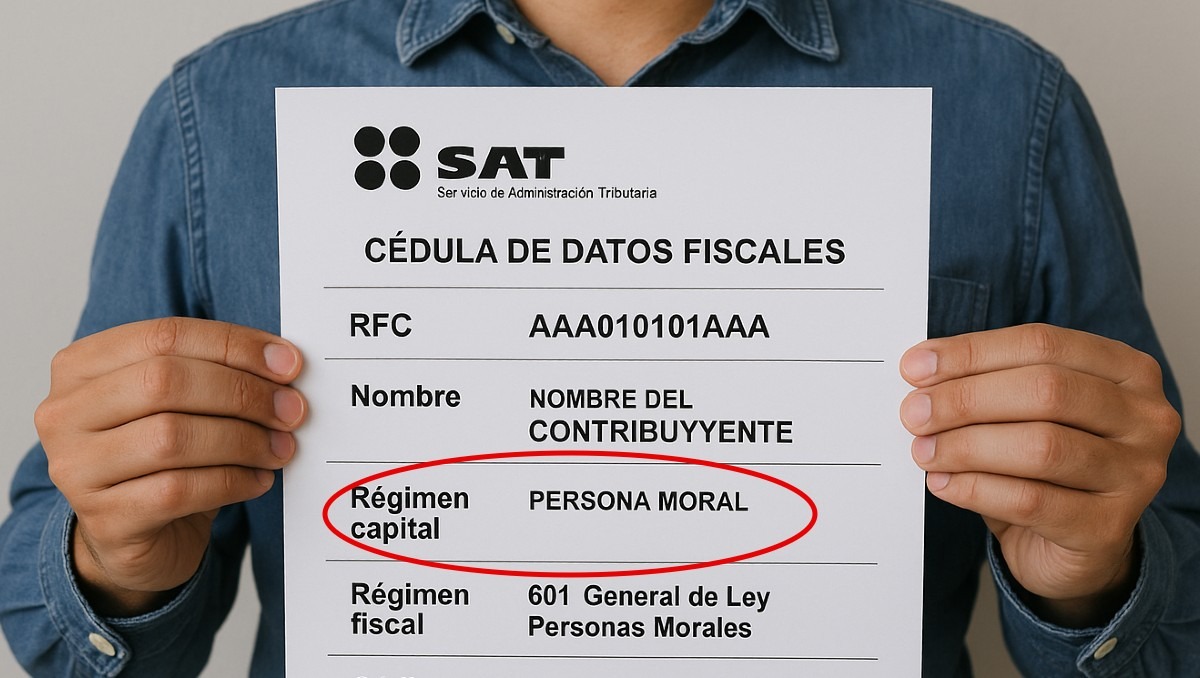 SAT
Ser vicio de Administración Tributaria
CÉDULA DE DATOS FISCALES
RFC AAA010101AAA
Nombre NOMBRE DEL
CONTRIBUYYENTE
Régimen PERSONA MORAL
capital
Régimen 601 General de Ley
fiscal Personas Morales